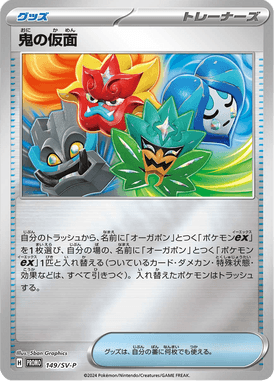 グッズ トレーナーズ
鬼の仮面
自分のトラッシュから、名前に「オーガポン」とつく「ポケモンex」
を1枚選び、自分の場の、名前に「オーガポン」とつく「ポケモン
ex」1匹と入れ替える（ついているカード・ダメカン・特殊状態・
効果などは、すべて引きつぐ）。入れ替えたポケモンはトラッシュ
する。
Illus. 5ban Graphics
H PROMO 149/SV-P
グッズは、自分の番に何枚でも使える。
©2024 Pokémon/Nintendo/Creatures/GAME FREAK.